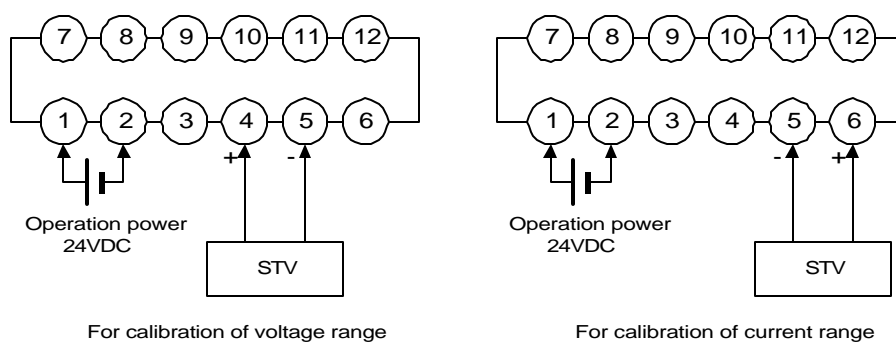 7 8 9 10 11 12 7 8 9 10 11 12
1 2 3 4 5 6 1 2 3 4 5 6
+ - - +
Operation power Operation power
24VDC 24VDC
STV STV
For calibration of voltage range For calibration of current range